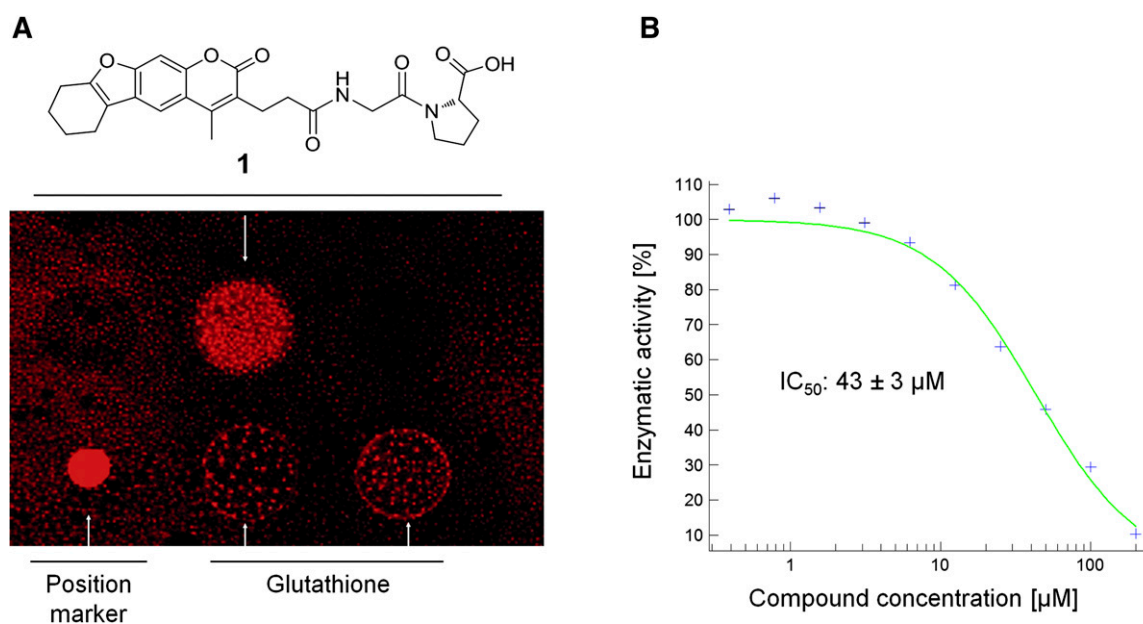 A
O
O
O
H
N
O
O
N
O
OH
1
Position
marker
Glutathione
B
Enzymatic activity [%]
110
100
90
80
70
60
50
40
30
20
10
IC₅₀: 43 ± 3 µM
1
10
100
Compound concentration [µM]